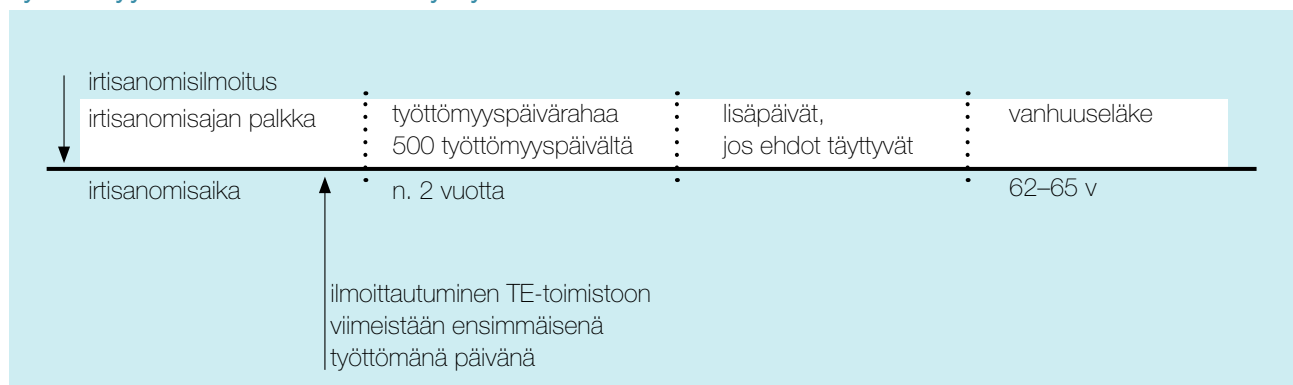 irtisanomisilmoitus
irtisanomisajan palkka
työttömyyspäivärahaa
500 työttömyyspäivältä
lisäpäivät,
jos ehdot täyttyvät
vanhuuseläke
irtisanomisaika
n. 2 vuotta
62–65 v
ilmoittautuminen TE-toimistoon
viimeistään ensimmäisenä
työttömänä päivänä